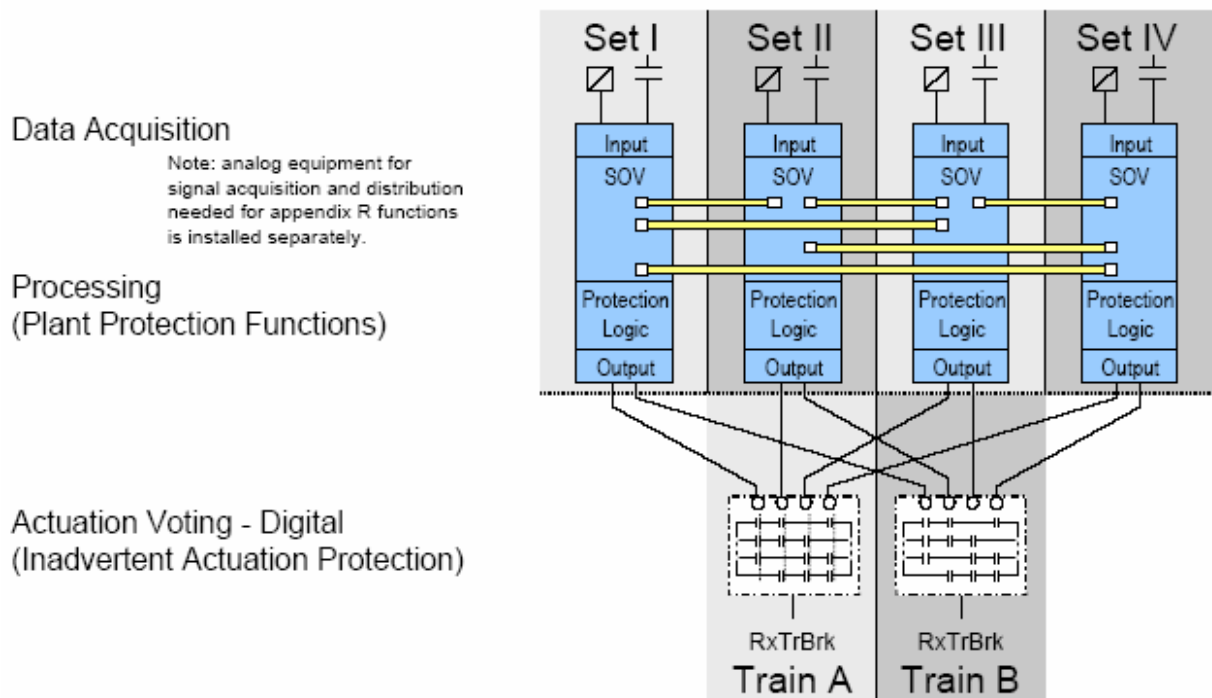 Set I Set II Set III Set IV
Data Acquisition
Note: analog equipment for
signal acquisition and distribution
needed for appendix R functions
is installed separately.
Input Input Input Input
SOV SOV SOV SOV
Processing
(Plant Protection Functions)
Protection Protection Protection Protection
Logic Logic Logic Logic
Output Output Output Output
Actuation Voting - Digital
(Inadvertent Actuation Protection)
RxTrBrk RxTrBrk
Train A Train B